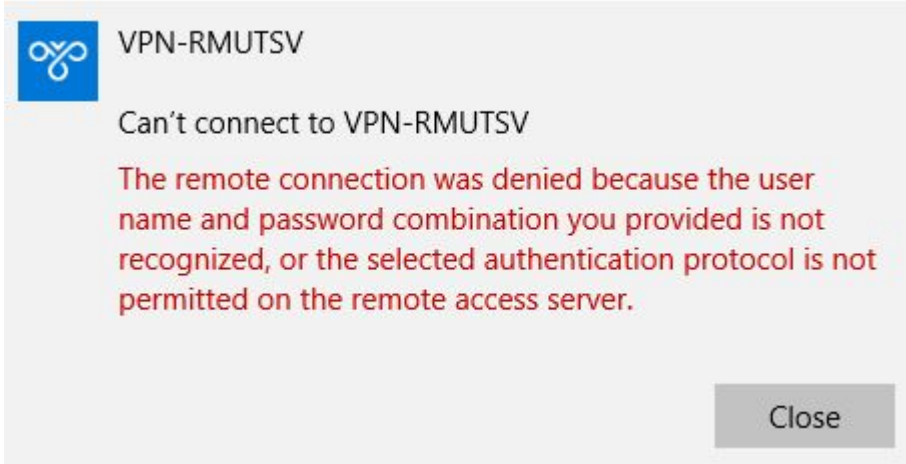 VPN-RMUTSV
Can't connect to VPN-RMUTSV
The remote connection was denied because the user
name and password combination you provided is not
recognized, or the selected authentication protocol is not
permitted on the remote access server.
Close